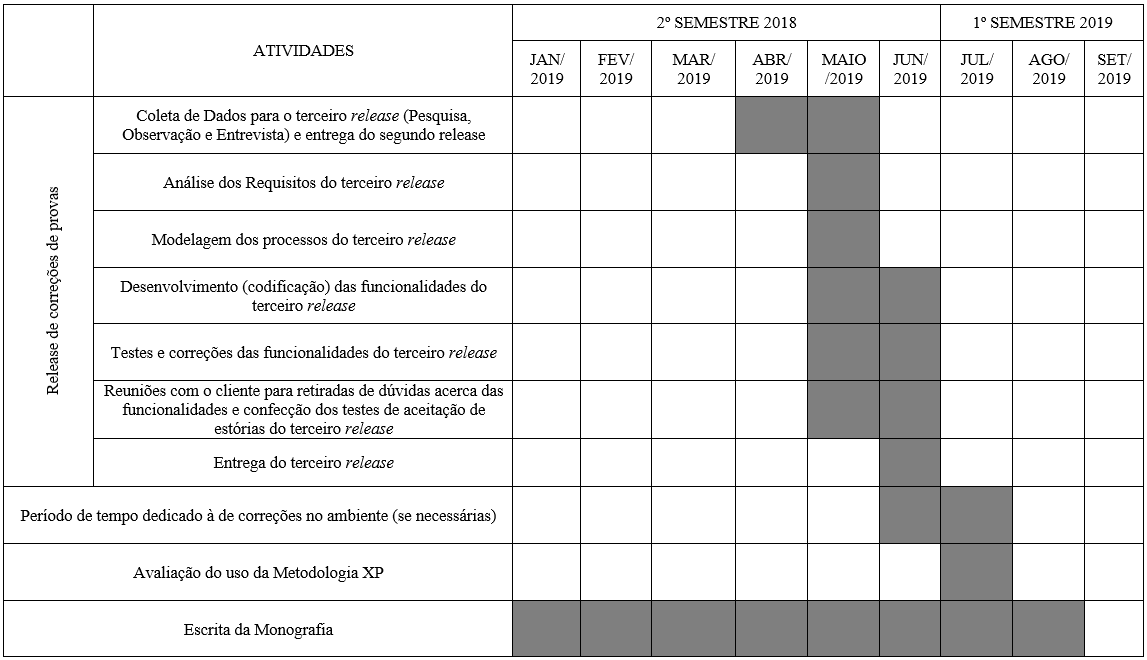 ATIVIDADES
2º SEMESTRE 2018
1º SEMESTRE 2019
JAN/
2019
FEV/
2019
MAR/
2019
ABR/
2019
MAIO
/2019
JUN/
2019
JUL/
2019
AGO/
2019
SET/
2019
Release de correções de provas
Coleta de Dados para o terceiro release (Pesquisa,
Observação e Entrevista) e entrega do segundo release
Análise dos Requisitos do terceiro release
Modelagem dos processos do terceiro release
Desenvolvimento (codificação) das funcionalidades do
terceiro release
Testes e correções das funcionalidades do terceiro release
Reuniões com o cliente para retiradas de dúvidas acerca das
funcionalidades e confecção dos testes de aceitação de
estórias do terceiro release
Entrega do terceiro release
Período de tempo dedicado à de correções no ambiente (se necessárias)
Avaliação do uso da Metodologia XP
Escrita da Monografia